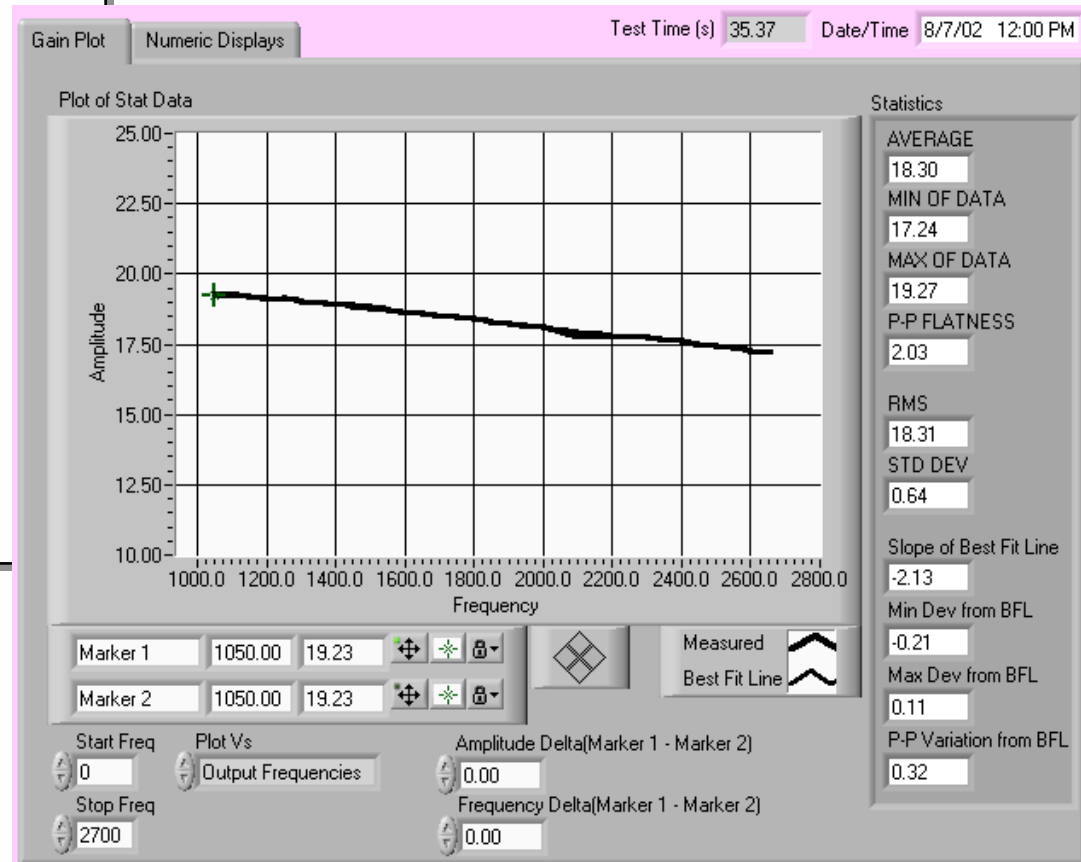 Gain Plot
Numeric Displays
Test Time (s) 35.37
Date/Time 8/7/02 12:00 PM
Plot of Stat Data
25.00
22.50
20.00
17.50
15.00
12.50
10.00
Amplitude
1000.0 1200.0 1400.0 1600.0 1800.0 2000.0 2200.0 2400.0 2600.0 2800.0
Frequency
Marker 1 1050.00 19.23
Marker 2 1050.00 19.23
Measured
Best Fit Line
Start Freq
0
Stop Freq
2700
Plot Vs
Output Frequencies
Amplitude Delta(Marker 1 - Marker 2)
0.00
Frequency Delta(Marker 1 - Marker 2)
0.00
Statistics
AVERAGE
18.30
MIN OF DATA
17.24
MAX OF DATA
19.27
P-P FLATNESS
2.03
RMS
18.31
STD DEV
0.64
Slope of Best Fit Line
-2.13
Min Dev from BFL
-0.21
Max Dev from BFL
0.11
P-P Variation from BFL
0.32